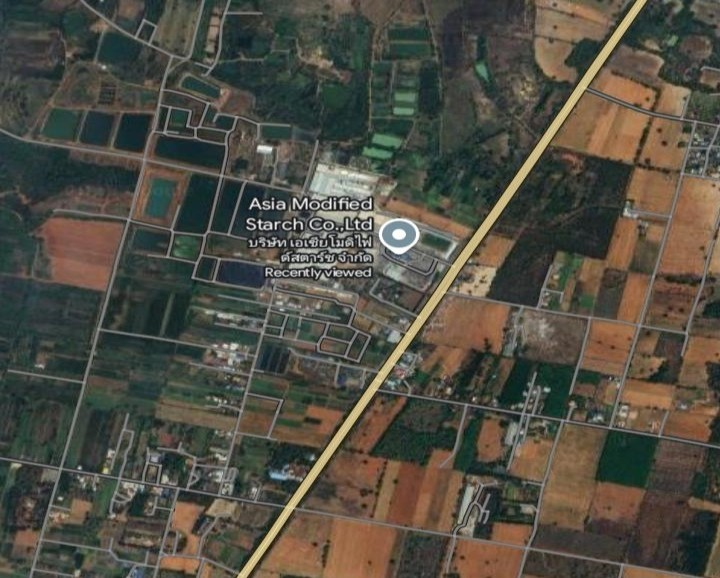 Asia Modified
Starch Co.,Ltd
บริษัท เอเชีย โมดิไฟ
ด์สตาร์ช จำกัด
Recently viewed